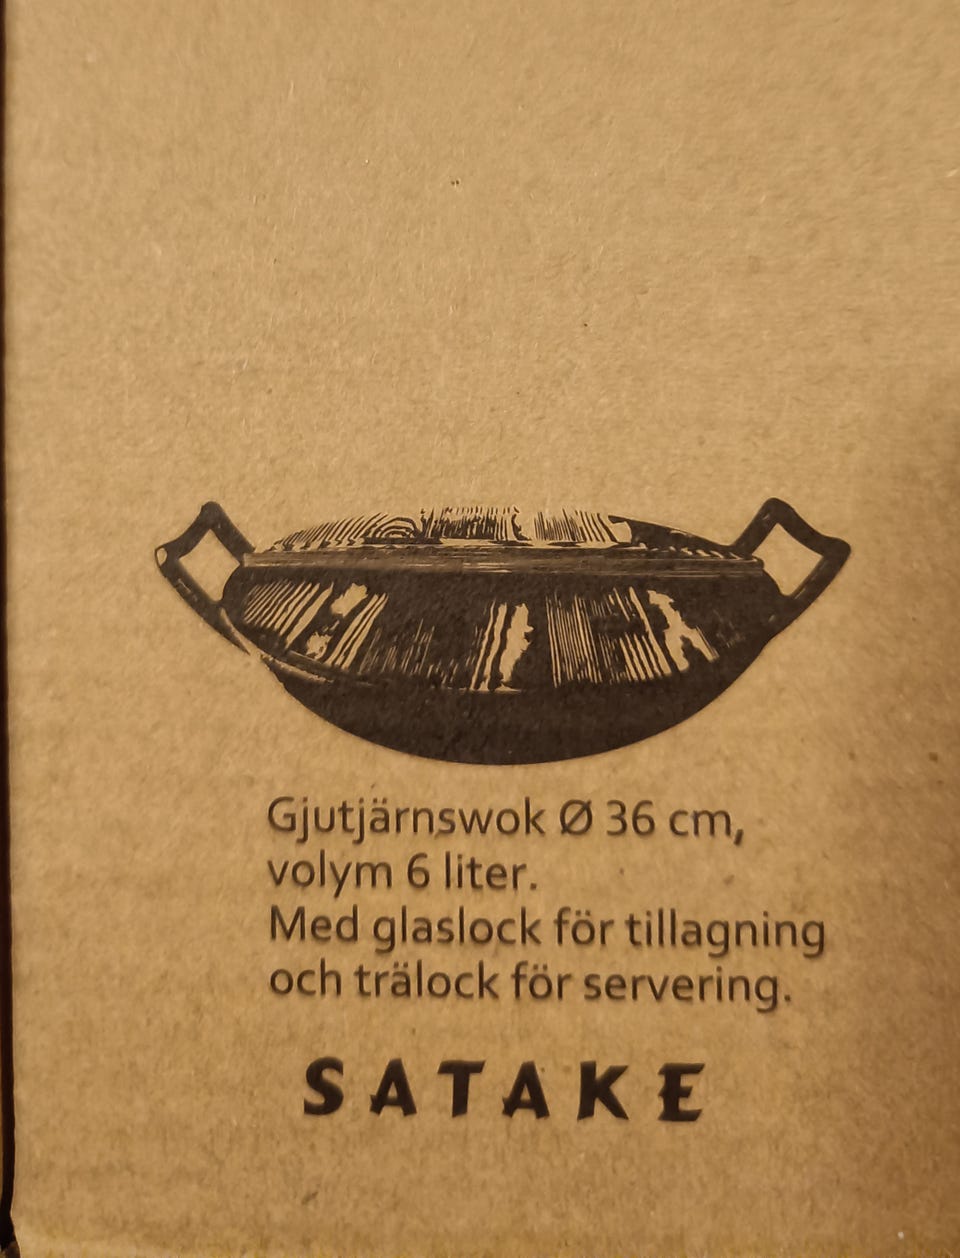 Gjutjärnswok Ø 36 cm,
volym 6 liter.
Med glaslock för tillagning
och trälock för servering.
SATAKE